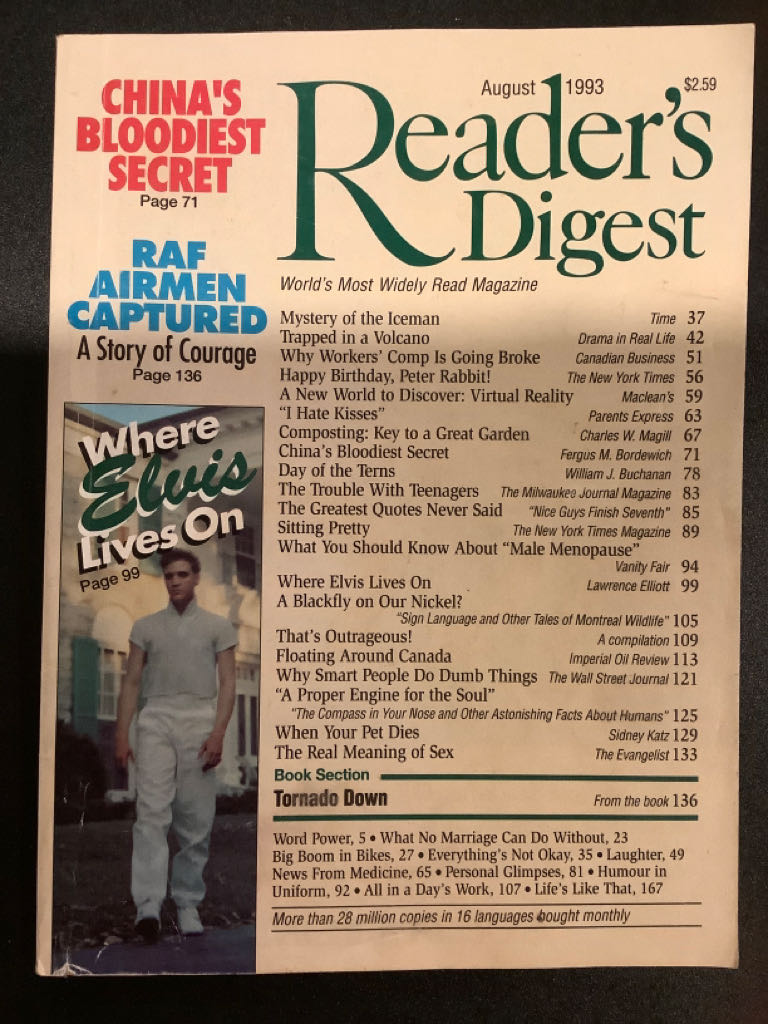 CHINA'S
BLOODIEST
SECRET
Page 71
RAF
AIRMEN
CAPTURED
A Story of Courage
Page 136
Where
Elvis
Lives On
Page 99
August 1993 $2.59
Reader's
Digest
World's Most Widely Read Magazine
Mystery of the Iceman Time 37
Trapped in a Volcano Drama in Real Life 42
Why Workers' Comp Is Going Broke Canadian Business 51
Happy Birthday, Peter Rabbit! The New York Times 56
A New World to Discover: Virtual Reality Maclean's 59
“I Hate Kisses” Parents Express 63
Composting: Key to a Great Garden Charles W. Magill 67
China's Bloodiest Secret Fergus M. Bordewich 71
Day of the Terns William J. Buchanan 78
The Trouble With Teenagers The Milwaukee Journal Magazine 83
The Greatest Quotes Never Said "Nice Guys Finish Seventh" 85
Sitting Pretty The New York Times Magazine 89
What You Should Know About “Male Menopause”
Vanity Fair 94
Where Elvis Lives On Lawrence Elliott 99
A Blackfly on Our Nickel?
"Sign Language and Other Tales of Montreal Wildlife" 105
That's Outrageous! A compilation 109
Floating Around Canada Imperial Oil Review 113
Why Smart People Do Dumb Things The Wall Street Journal 121
“A Proper Engine for the Soul”
"The Compass in Your Nose and Other Astonishing Facts About Humans" 125
When Your Pet Dies Sidney Katz 129
The Real Meaning of Sex The Evangelist 133
Book Section
Tornado Down From the book 136
Word Power, 5 • What No Marriage Can Do Without, 23
Big Boom in Bikes, 27 • Everything's Not Okay, 35 • Laughter, 49
News From Medicine, 65 • Personal Glimpses, 81 • Humour in
Uniform, 92 • All in a Day's Work, 107 • Life's Like That, 167
More than 28 million copies in 16 languages bought monthly